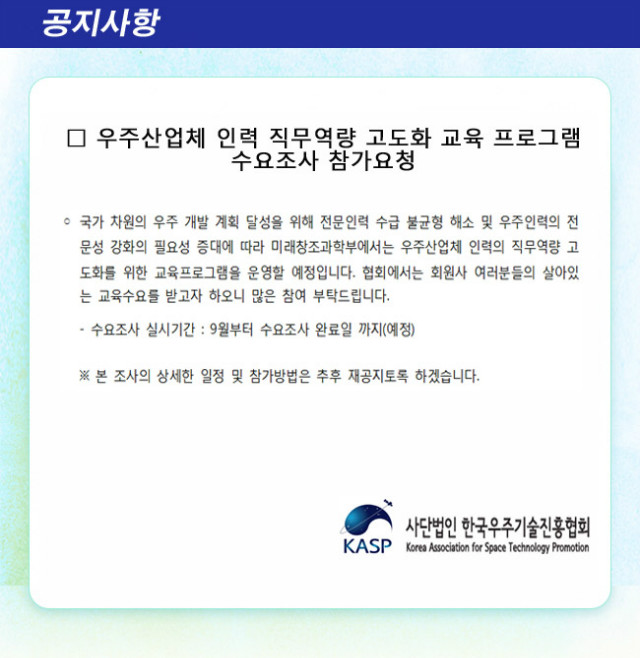 공지사항
□ 우주산업체 인력 직무역량 고도화 교육 프로그램
수요조사 참가요청
○ 국가 차원의 우주 개발 계획 달성을 위해 전문인력 수급 불균형 해소 및 우주인력의 전
문성 강화의 필요성 증대에 따라 미래창조과학부에서는 우주산업체 인력의 직무역량 고
도화를 위한 교육프로그램을 운영할 예정입니다. 협회에서는 회원사 여러분들의 살아있
는 교육수요를 받고자 하오니 많은 참여 부탁드립니다.
- 수요조사 실시기간 : 9월부터 수요조사 완료일 까지(예정)
※ 본 조사의 상세한 일정 및 참가방법은 추후 재공지토록 하겠습니다.
KASP
사단법인 한국우주기술진흥협회
Korea Association for Space Technology Promotion